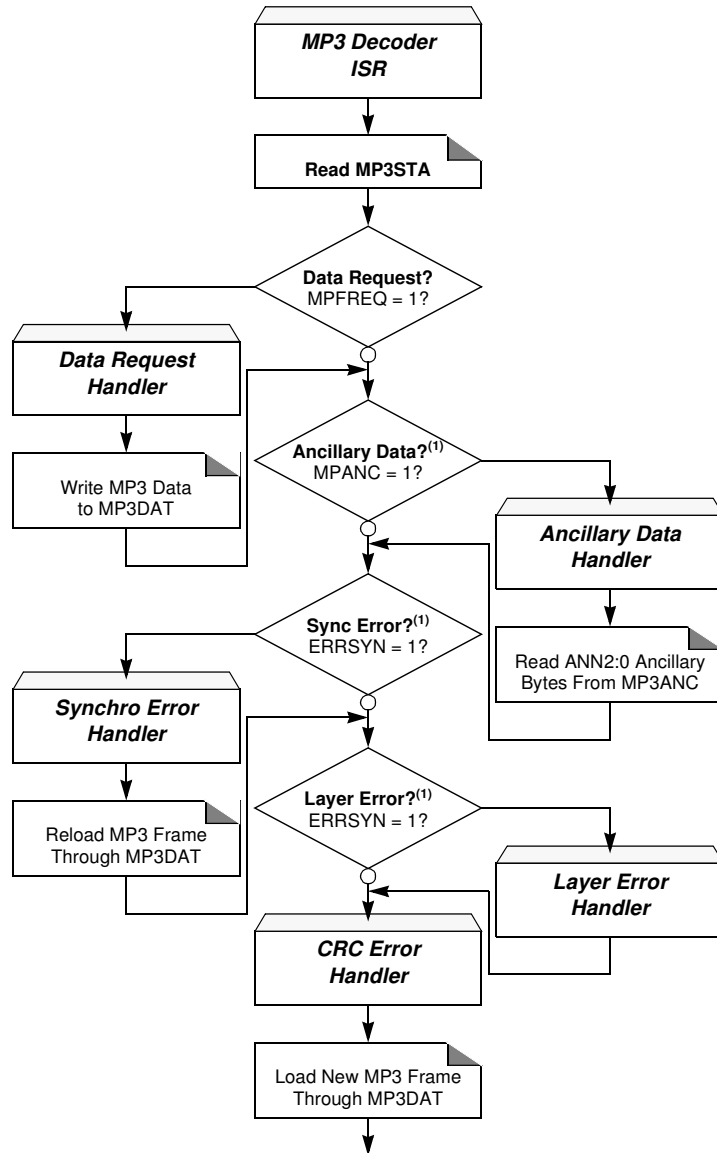 MP3 Decoder
ISR
Read MP3STA
Data Request?
MPFREQ = 1?
Data Request
Handler
Write MP3 Data
to MP3DAT
Ancillary Data?(1)
MPANC = 1?
Ancillary Data
Handler
Read ANN2:0 Ancillary
Bytes From MP3ANC
Sync Error?(1)
ERRSYN = 1?
Synchro Error
Handler
Reload MP3 Frame
Through MP3DAT
Layer Error?(1)
ERRSYN = 1?
Layer Error
Handler
CRC Error
Handler
Load New MP3 Frame
Through MP3DAT